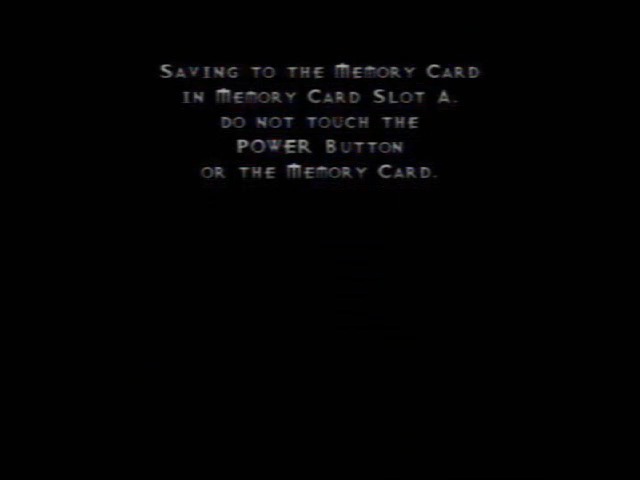 Saving to the Memory Card
in Memory Card Slot A.
do not touch the
POWER Button
or the Memory Card.